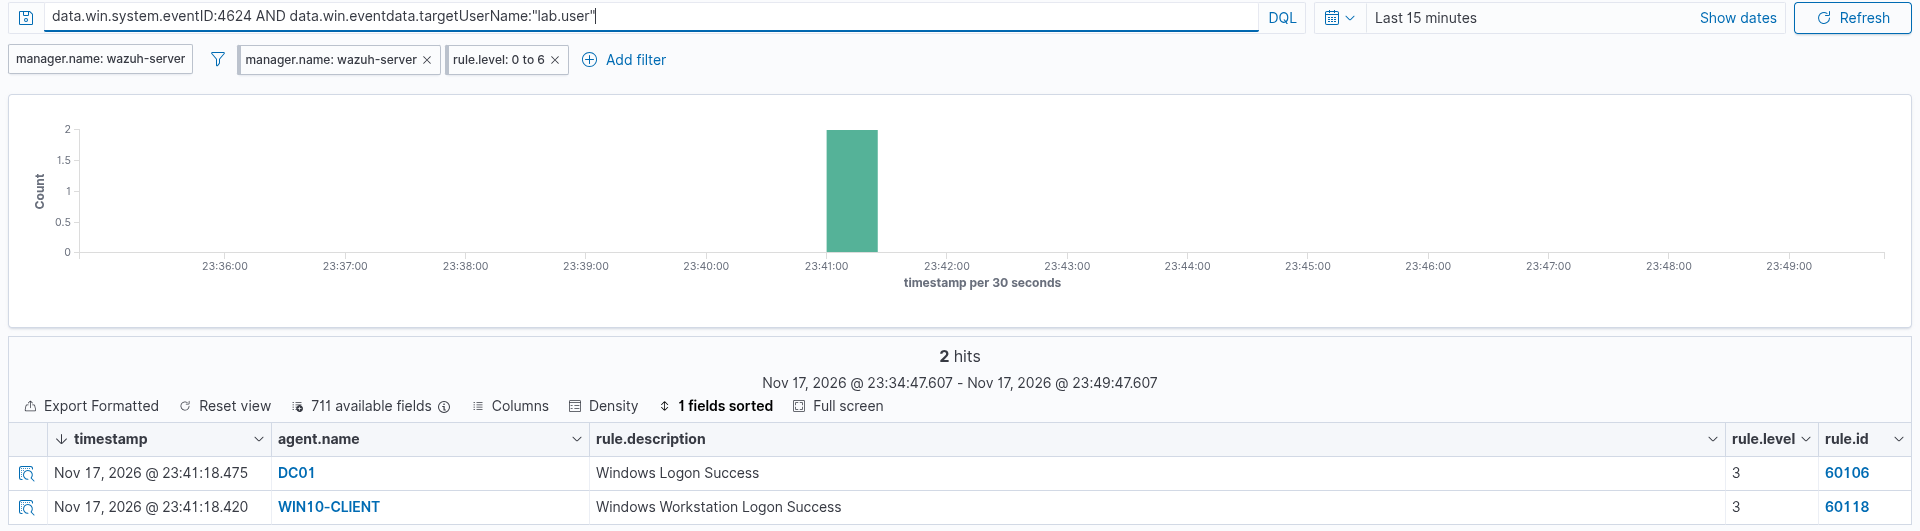 data.win.system.eventID:4624 AND data.win.eventdata.targetUserName:"lab.user" DQL Last 15 minutes Show dates Refresh
manager.name: wazuh-server manager.name: wazuh-server × rule.level: 0 to 6 × Add filter
2
1.5
1
0.5
0
Count
23:36:00 23:37:00 23:38:00 23:39:00 23:40:00 23:41:00 23:42:00 23:43:00 23:44:00 23:45:00 23:46:00 23:47:00 23:48:00 23:49:00
timestamp per 30 seconds
2 hits
Nov 17, 2026 @ 23:34:47.607 - Nov 17, 2026 @ 23:49:47.607
Export Formatted Reset view 711 available fields Columns Density 1 fields sorted Full screen
timestamp agent.name rule.description rule.level rule.id
Nov 17, 2026 @ 23:41:18.475 DC01 Windows Logon Success 3 60106
Nov 17, 2026 @ 23:41:18.420 WIN10-CLIENT Windows Workstation Logon Success 3 60118